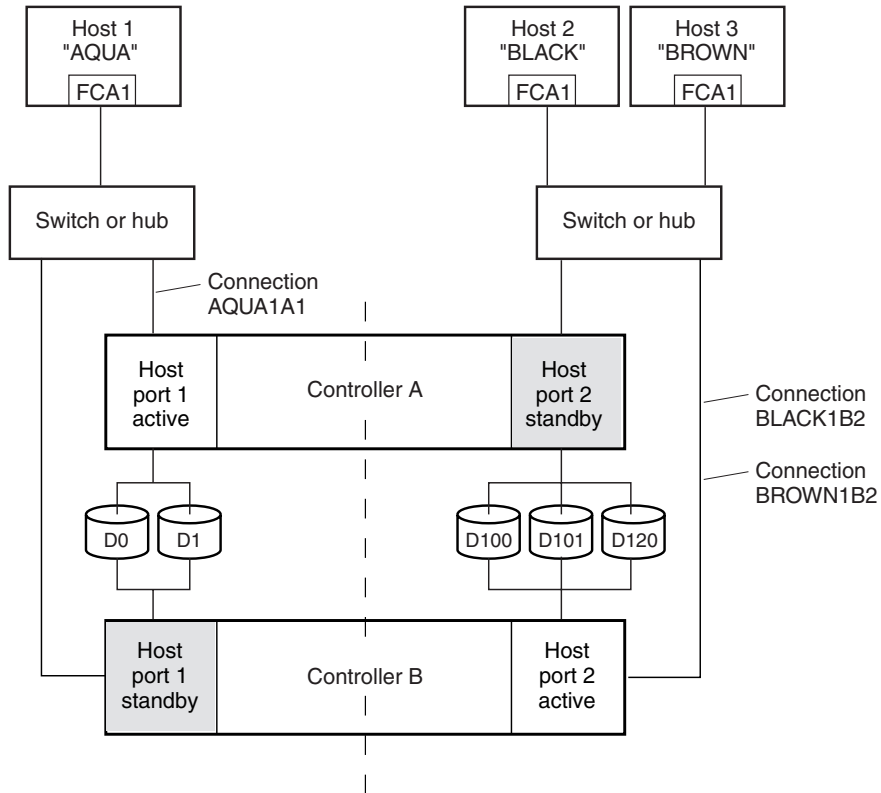 Host 1
"AQUA"
FCA1
Host 2
"BLACK"
FCA1
Host 3
"BROWN"
FCA1
Switch or hub
Switch or hub
Connection
AQUA1A1
Host
port 1
active
Controller A
Host
port 2
standby
Connection
BLACK1B2
Connection
BROWN1B2
D0
D1
D100
D101
D120
Host
port 1
standby
Controller B
Host
port 2
active